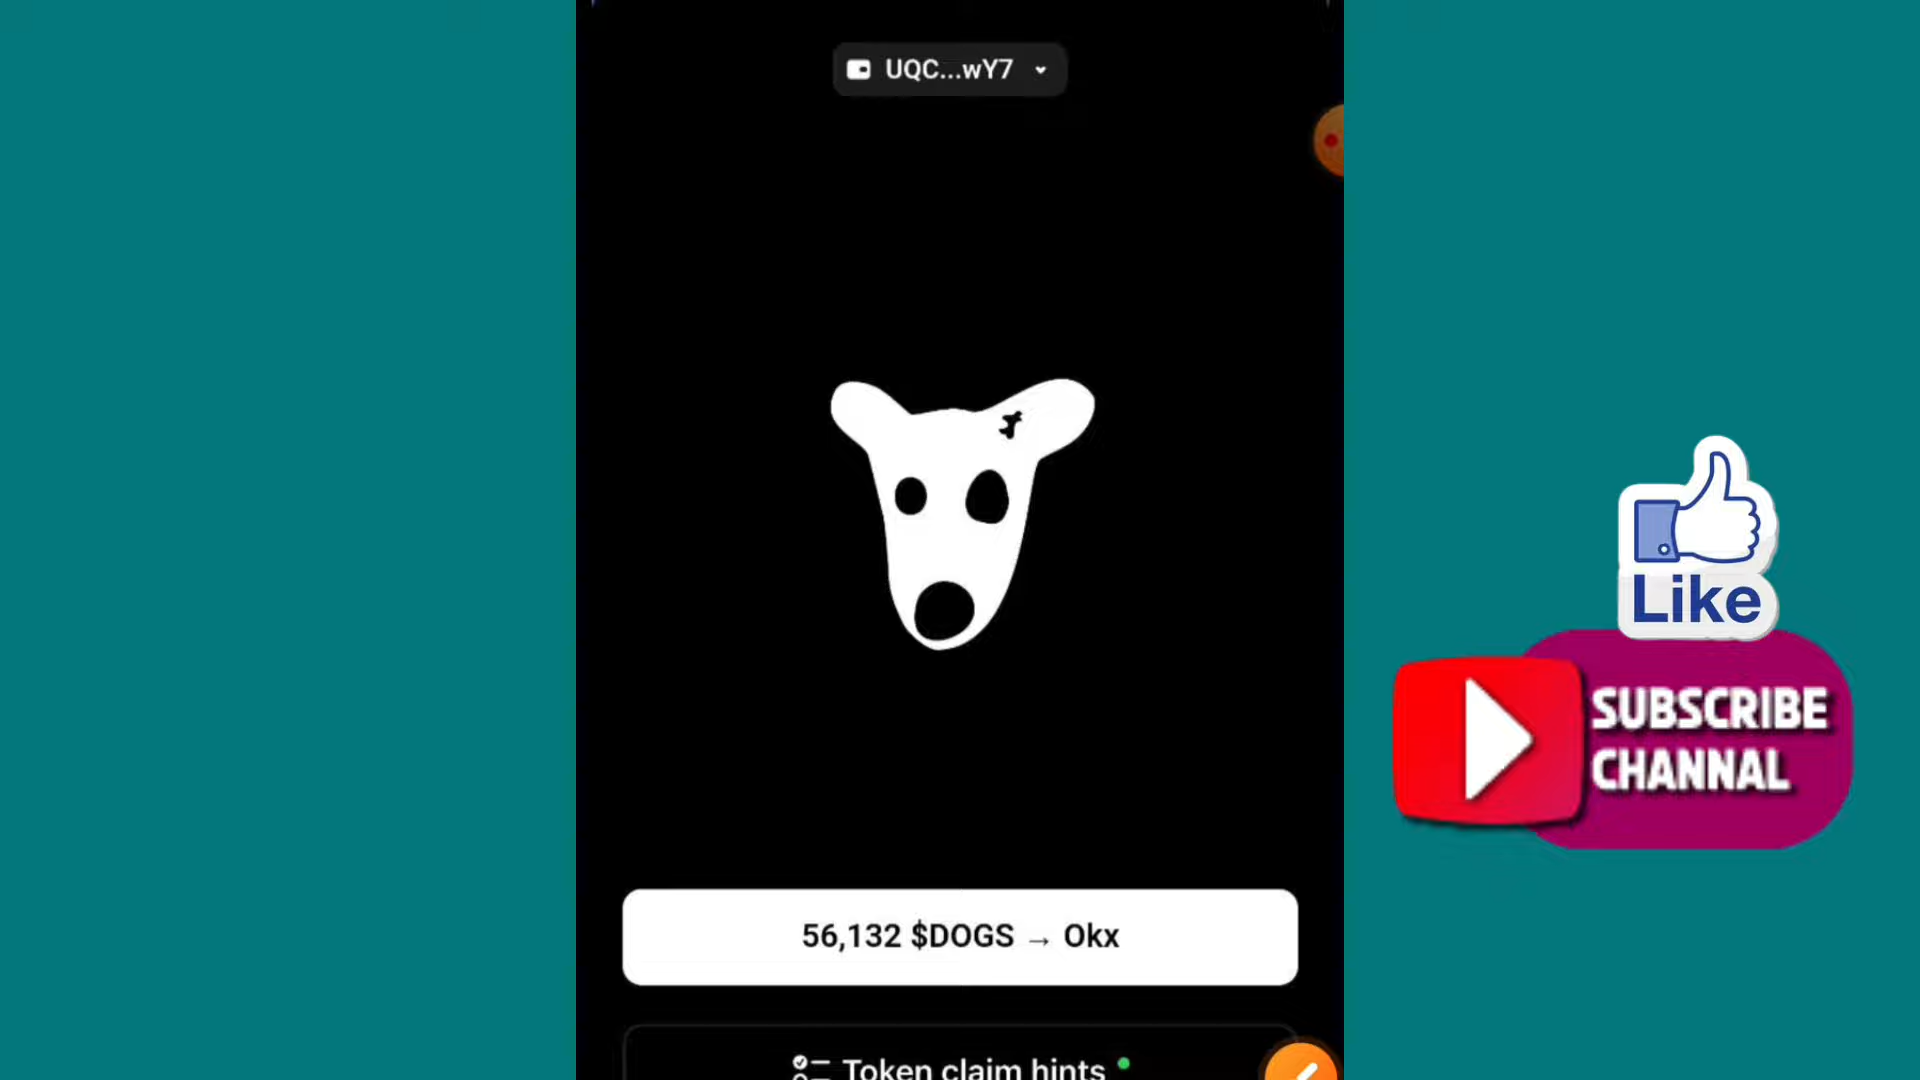 UQC...wY7
Like
SUBSCRIBE
CHANNAL
56,132 $DOGS → Okx
Token claim hints